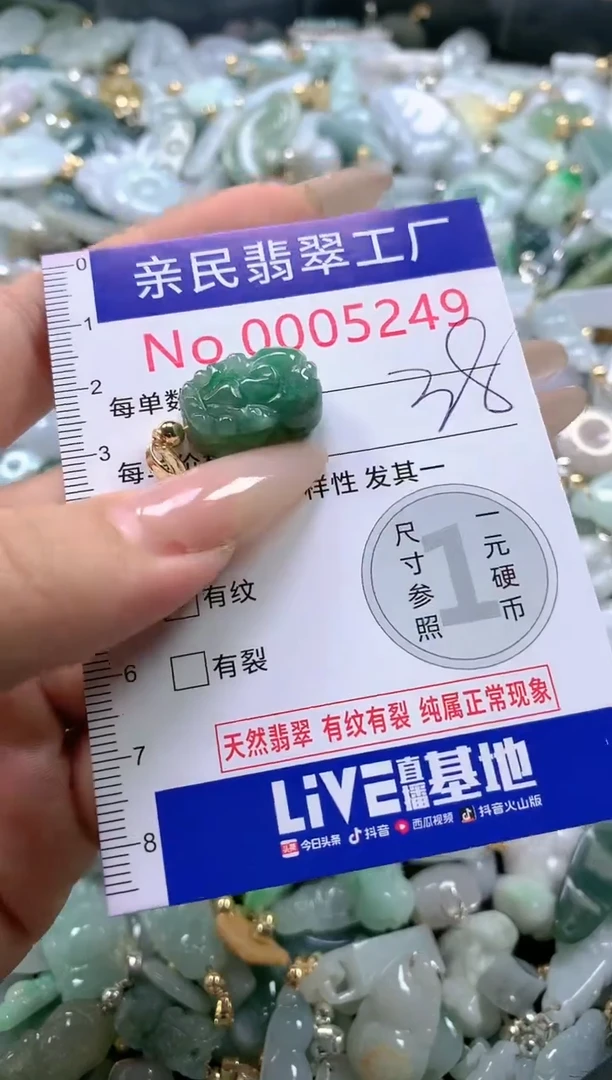 亲民翡翠工厂
No 0005249
每单数
38
每
样性 发其一
尺寸参照
1
一元硬币
有纹
有裂
天然翡翠 有纹有裂 纯属正常现象
LiVE直播基地
头条 今日头条 抖音 西瓜视频 抖音火山版
0
1
2
3
6
7
8